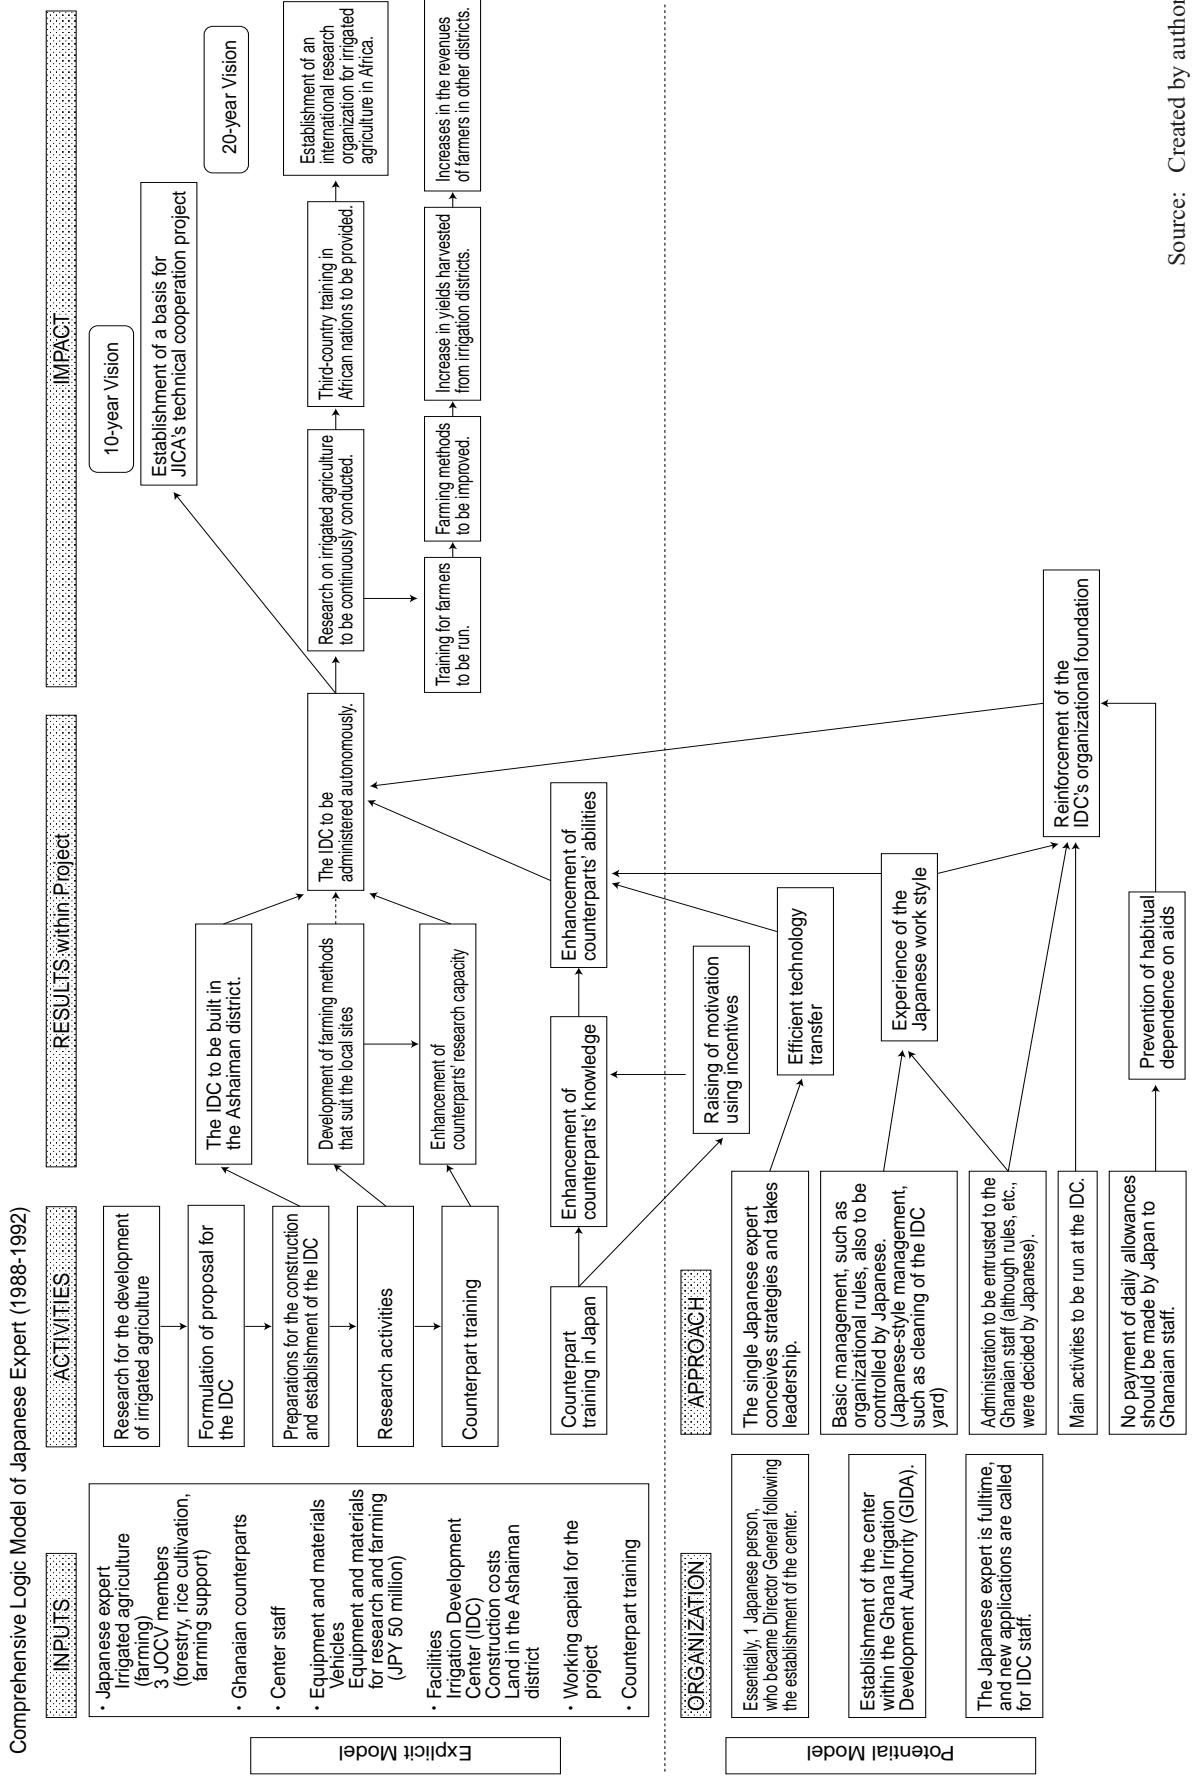 Comprehensive Logic Model of Japanese Expert (1988-1992)
INPUTS
ACTIVITIES
RESULTS within Project
IMPACT
Explicit Model
・Japanese expert
Irrigated agriculture
(farming)
3 JOCV members
(forestry, rice cultivation,
farming support)
・Ghanaian counterparts
・Center staff
・Equipment and materials
Vehicles
Equipment and materials
for research and farming
(JPY 50 million)
・Facilities
Irrigation Development
Center (IDC)
Construction costs
Land in the Ashaiman
district
・Working capital for the
project
・Counterpart training
Research for the development
of irrigated agriculture
Formulation of proposal for
the IDC
Preparations for the construction
and establishment of the IDC
Research activities
Counterpart training
Counterpart
training in Japan
The IDC to be built in
the Ashaiman district.
Development of farming methods
that suit the local sites
Enhancement of
counterparts' research capacity
Enhancement of
counterparts' knowledge
Enhancement of
counterparts' abilities
The IDC to be
administered autonomously.
10-year Vision
Establishment of a basis for
JICA's technical cooperation project
20-year Vision
Research on irrigated agriculture
to be continuously conducted.
Third-country training in
African nations to be provided.
Establishment of an
international research
organization for irrigated
agriculture in Africa.
Training for farmers
to be run.
Farming methods
to be improved.
Increase in yields harvested
from irrigation districts.
Increases in the revenues
of farmers in other districts.
Potential Model
ORGANIZATION
APPROACH
Essentially, 1 Japanese person,
who became Director General following
the establishment of the center.
Establishment of the center
within the Ghana Irrigation
Development Authority (GIDA).
The Japanese expert is fulltime,
and new applications are called
for IDC staff.
The single Japanese expert
conceives strategies and takes
leadership.
Basic management, such as
organizational rules, also to be
controlled by Japanese.
(Japanese-style management,
such as cleaning of the IDC
yard)
Administration to be entrusted to the
Ghanaian staff (although rules, etc.,
were decided by Japanese).
Main activities to be run at the IDC.
No payment of daily allowances
should be made by Japan to
Ghanaian staff.
Raising of motivation
using incentives
Efficient technology
transfer
Experience of the
Japanese work style
Prevention of habitual
dependence on aids
Reinforcement of the
IDC's organizational foundation
Source: Created by author